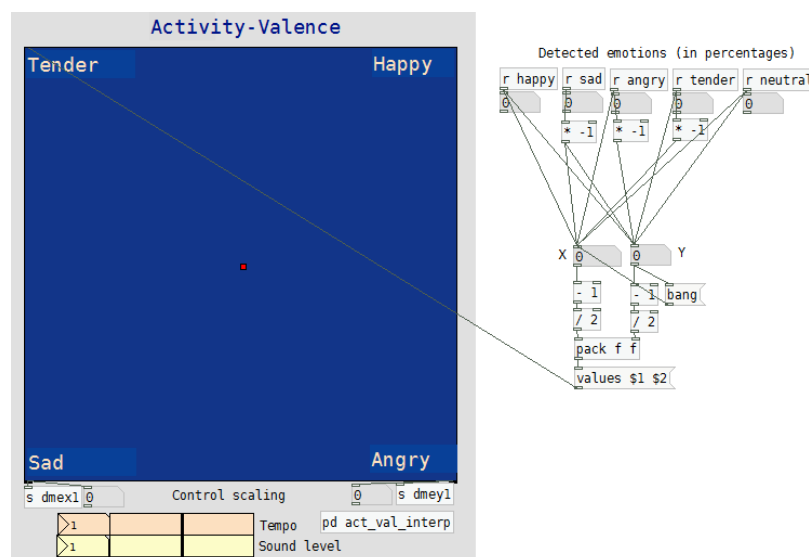 Activity-Valence
Tender
Happy
Sad
Angry
s dmex1
0
Control scaling
0
s dmey1
1
Tempo
pd act_val_interp
1
Sound level
Detected emotions (in percentages)
r happy
r sad
r angry
r tender
r neutral
0
0
0
0
0
* -1
* -1
* -1
X
0
0
Y
- 1
- 1
bang
/ 2
/ 2
pack f f
values $1 $2